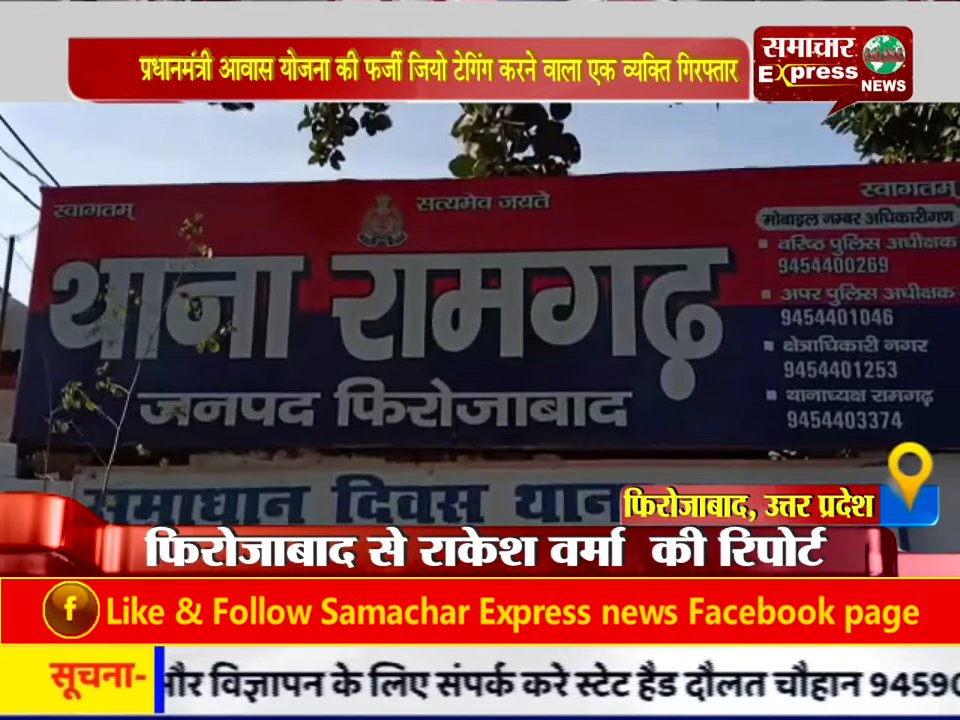 प्रधानमंत्री आवास योजना की फर्जी जियो टेगिंग करने वाला एक व्यक्ति गिरफ्तार
समाचार
Express
NEWS
स्वागतम्
सत्यमेव जयते
स्वागतम्
मोबाइल नम्बर अधिकारीगण
थाना रामगढ़
जनपद फिरोजाबाद
वरिष्ठ पुलिस अधीक्षक
9454400269
अपर पुलिस अधीक्षक
9454401046
क्षेत्राधिकारी नगर
9454401253
थानाध्यक्ष रामगढ़
9454403374
समाधान दिवस थान
फिरोजाबाद, उत्तर प्रदेश
फिरोजाबाद से राकेश वर्मा की रिपोर्ट
f Like & Follow Samachar Express news Facebook page
सूचना- और विज्ञापन के लिए संपर्क करे स्टेट हैड दौलत चौहान 94590